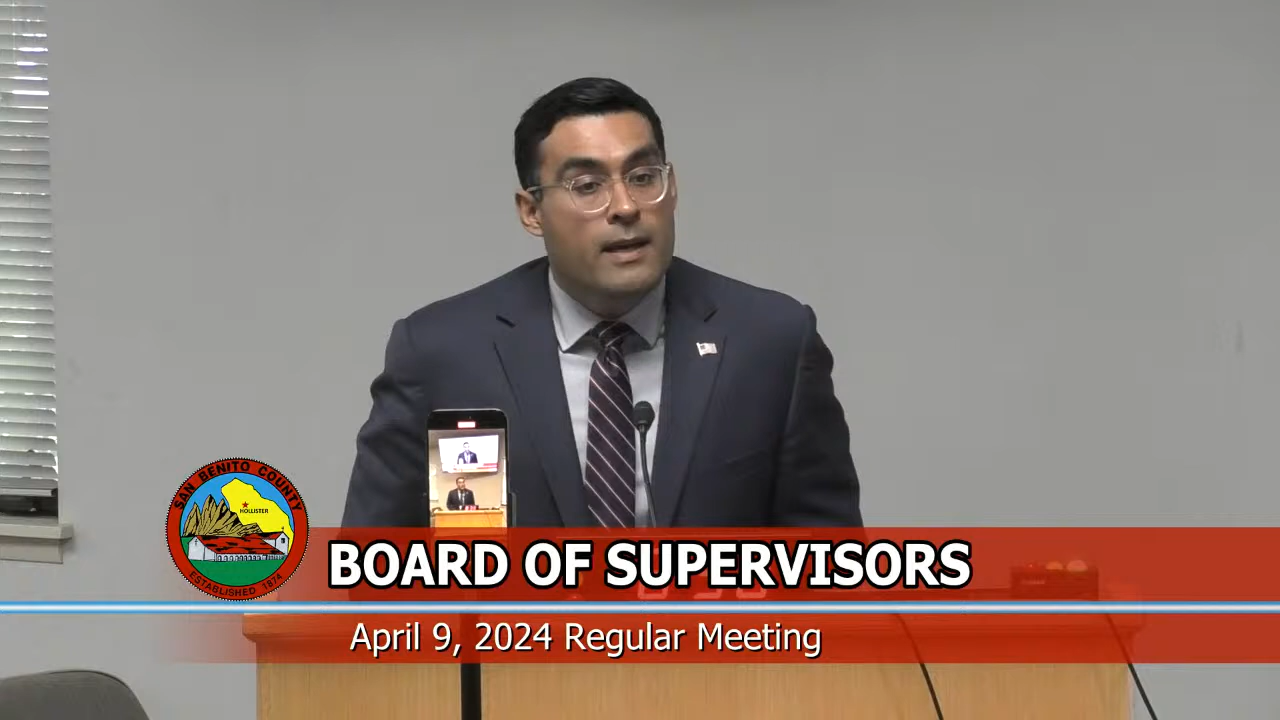 SAN BENITO COUNTY
HOLLISTER
ESTABLISHED 1874
BOARD OF SUPERVISORS
April 9, 2024 Regular Meeting